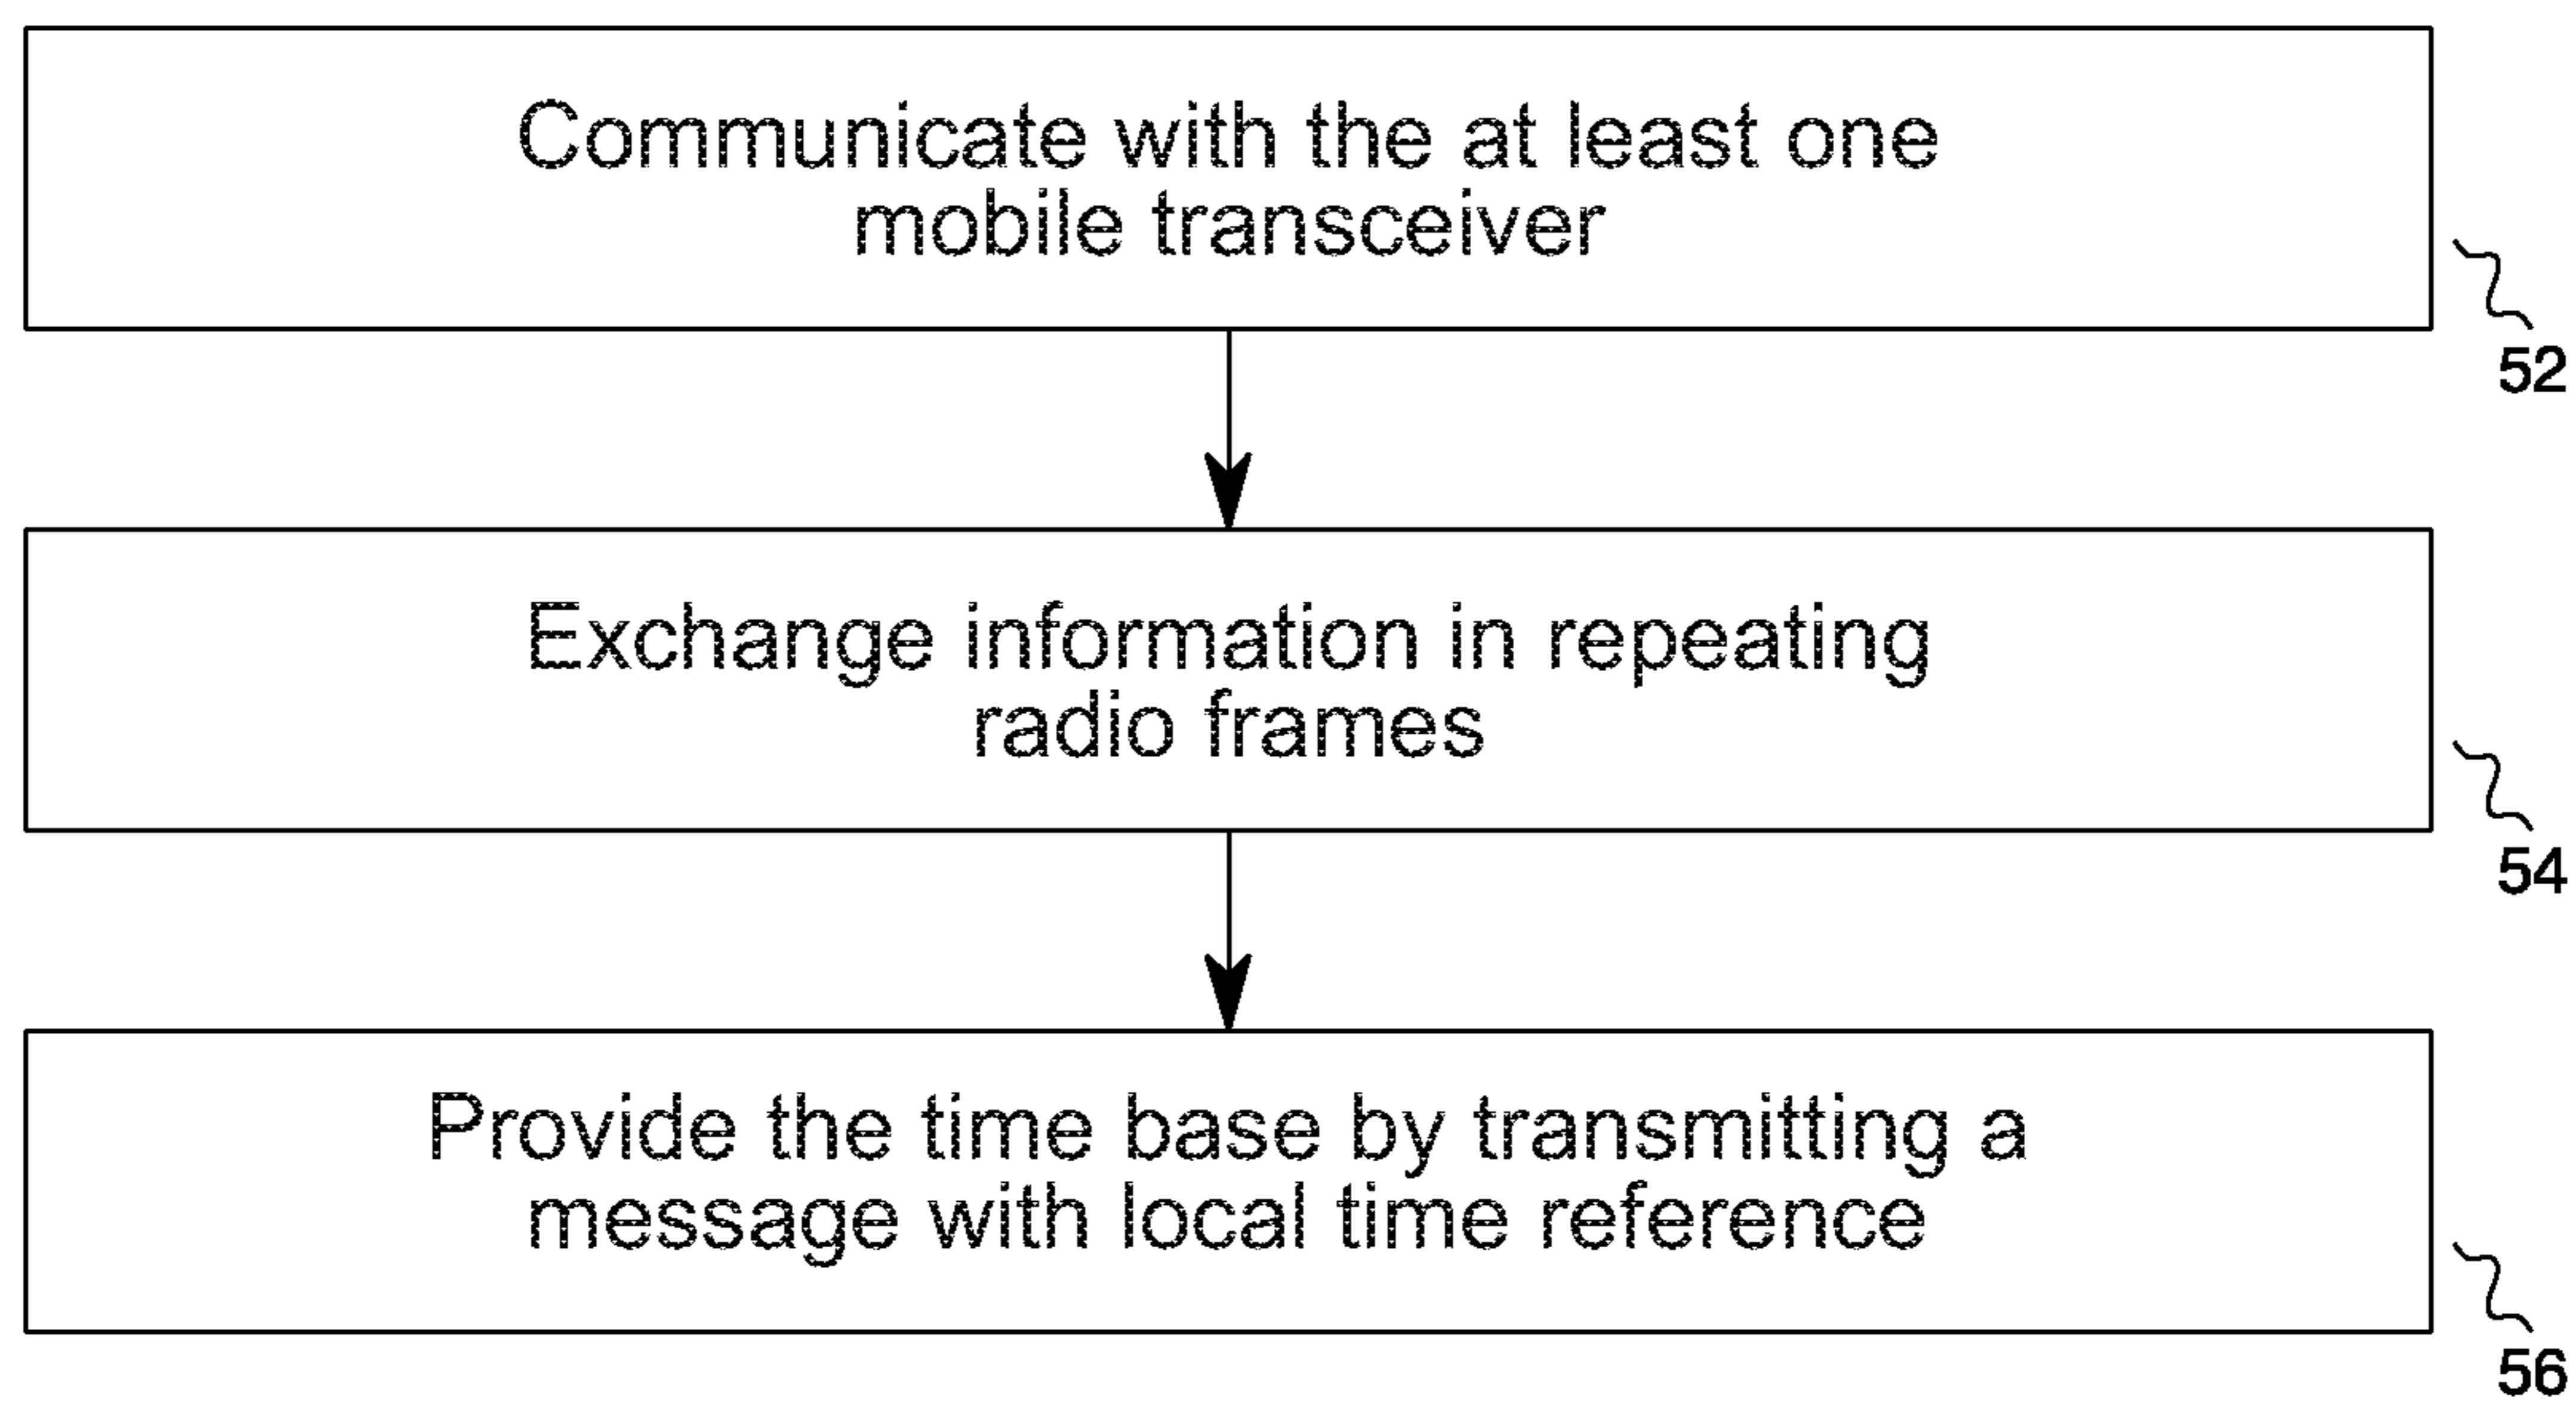 Communicate with the at least one
mobile transceiver
52
Exchange information in repeating
radio frames
54
Provide the time base by transmitting a
message with local time reference
56